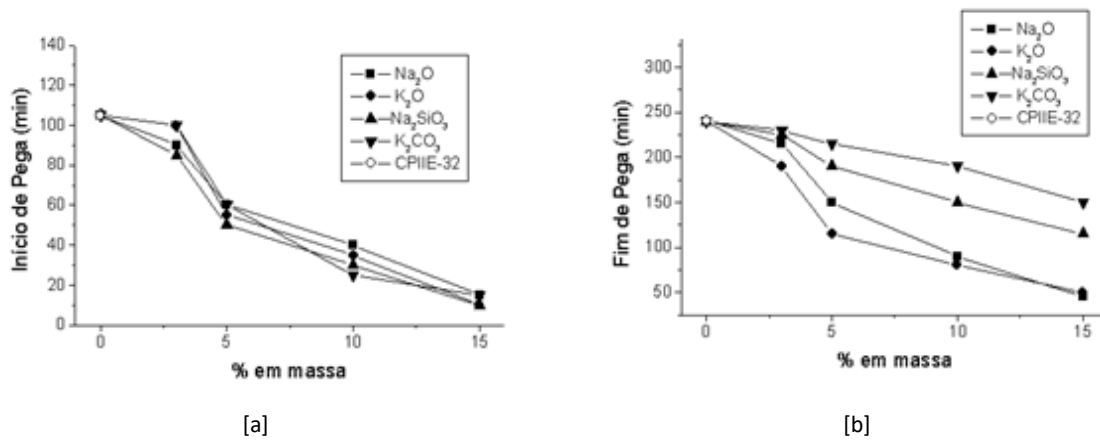 Início de Pega (min)
140
120
100
80
60
40
20
0
0 5 10 15
% em massa
Na₂O
K₂O
Na₂SiO₃
K₂CO₃
CPIIE-32
[a]
Fim de Pega (min)
300
250
200
150
100
50
0 5 10 15
% em massa
Na₂O
K₂O
Na₂SiO₃
K₂CO₃
CPIIE-32
[b]